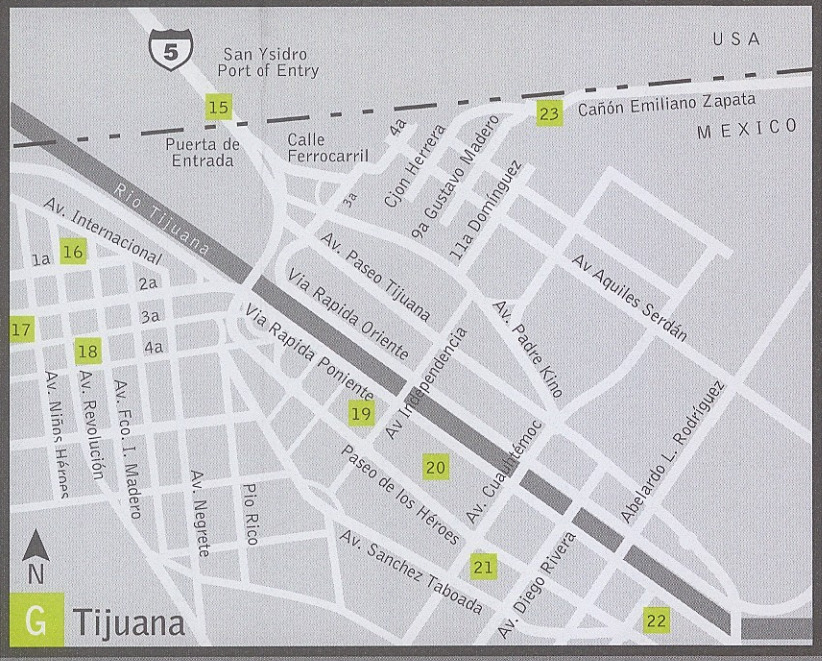 USA
5
San Ysidro
Port of Entry
15
23
Cañón Emiliano Zapata
MEXICO
Puerta de
Entrada
Calle
Ferrocarril
4a
Cjon Herrera
9a Gustavo Madero
11a Domínguez
3a
Rio Tijuana
Av. Internacional
1a
16
2a
3a
4a
17
18
Av. Paseo Tijuana
Via Rapida Oriente
Via Rapida Poniente
Av Aquiles Serdán
Av. Padre Kino
Av Independencia
19
20
Av. Niños Héroes
Av. Revolución
Av. Fco. I. Madero
Av. Negrete
Pio Rico
Paseo de los Héroes
Av. Cuauhtémoc
Abelardo L. Rodríguez
Av. Sanchez Taboada
21
Av. Diego Rivera
22
N
G
Tijuana